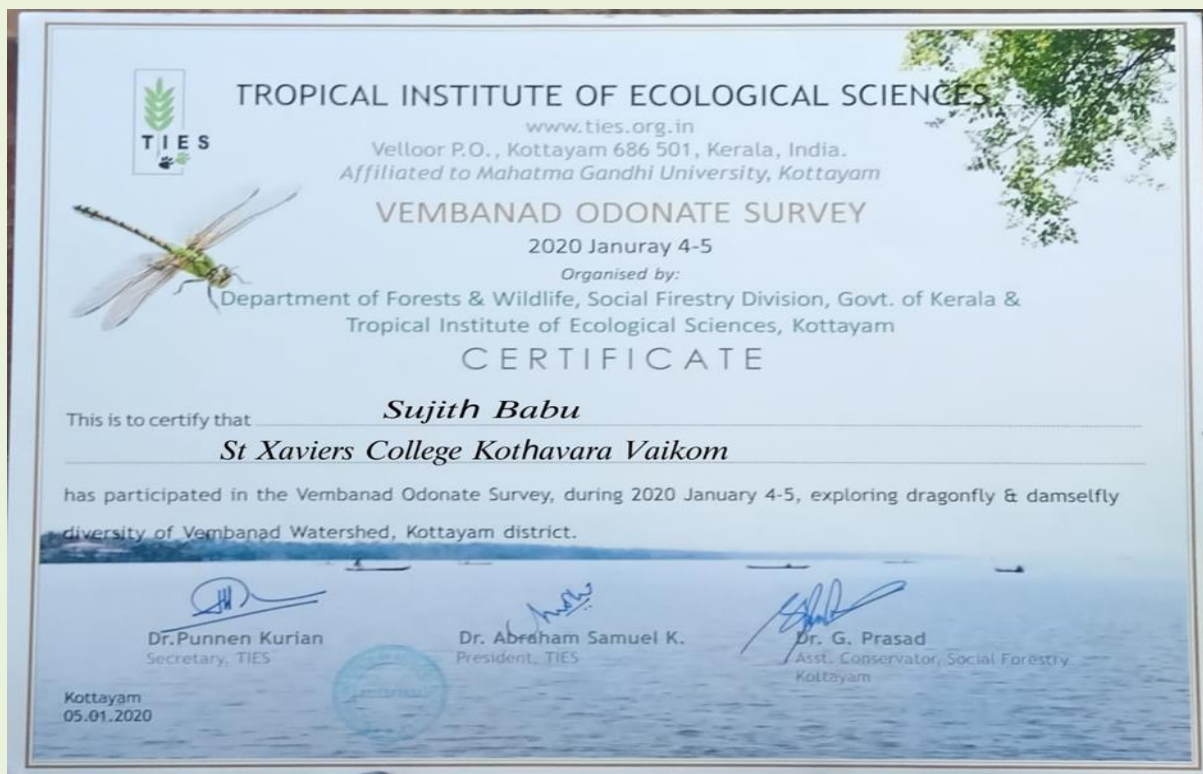 TIES
TROPICAL INSTITUTE OF ECOLOGICAL SCIENCES
www.ties.org.in
Velloor P.O., Kottayam 686 501, Kerala, India.
Affiliated to Mahatma Gandhi University, Kottayam
VEMBANAD ODONATE SURVEY
2020 Januray 4-5
Organised by:
Department of Forests & Wildlife, Social Firestry Division, Govt. of Kerala &
Tropical Institute of Ecological Sciences, Kottayam
CERTIFICATE
This is to certify that Sujith Babu
St Xaviers College Kothavara Vaikom
has participated in the Vembanad Odonate Survey, during 2020 January 4-5, exploring dragonfly & damselfly
diversity of Vembanad Watershed, Kottayam district.
Dr.Punnen Kurian
Secretary, TIES
Dr. Abraham Samuel K.
President, TIES
Dr. G. Prasad
Asst. Conservator, Social Forestry
Kottayam
Kottayam
05.01.2020